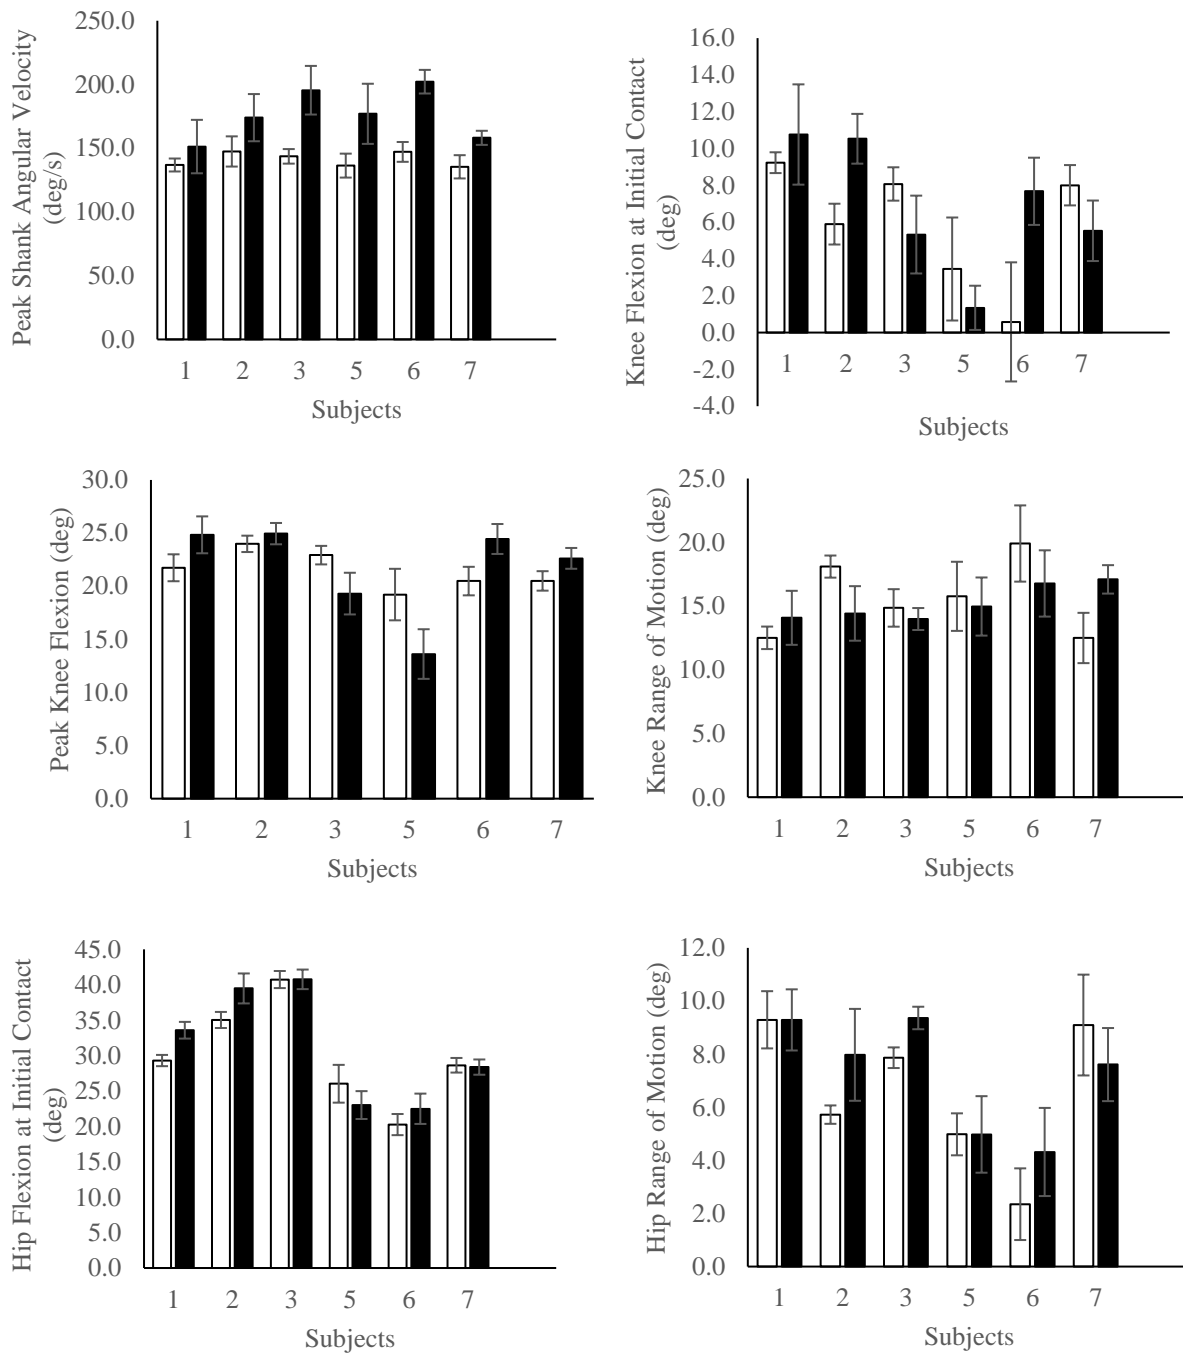 Peak Shank Angular Velocity
(deg/s)
250.0
200.0
150.0
100.0
50.0
0.0
1 2 3 5 6 7
Subjects
Knee Flexion at Initial Contact
(deg)
16.0
14.0
12.0
10.0
8.0
6.0
4.0
2.0
0.0
-2.0
-4.0
1 2 3 5 6 7
Subjects
Peak Knee Flexion (deg)
30.0
25.0
20.0
15.0
10.0
5.0
0.0
1 2 3 5 6 7
Subjects
Knee Range of Motion (deg)
25.0
20.0
15.0
10.0
5.0
0.0
1 2 3 5 6 7
Subjects
Hip Flexion at Initial Contact
(deg)
45.0
40.0
35.0
30.0
25.0
20.0
15.0
10.0
5.0
0.0
1 2 3 5 6 7
Subjects
Hip Range of Motion (deg)
12.0
10.0
8.0
6.0
4.0
2.0
0.0
1 2 3 5 6 7
Subjects